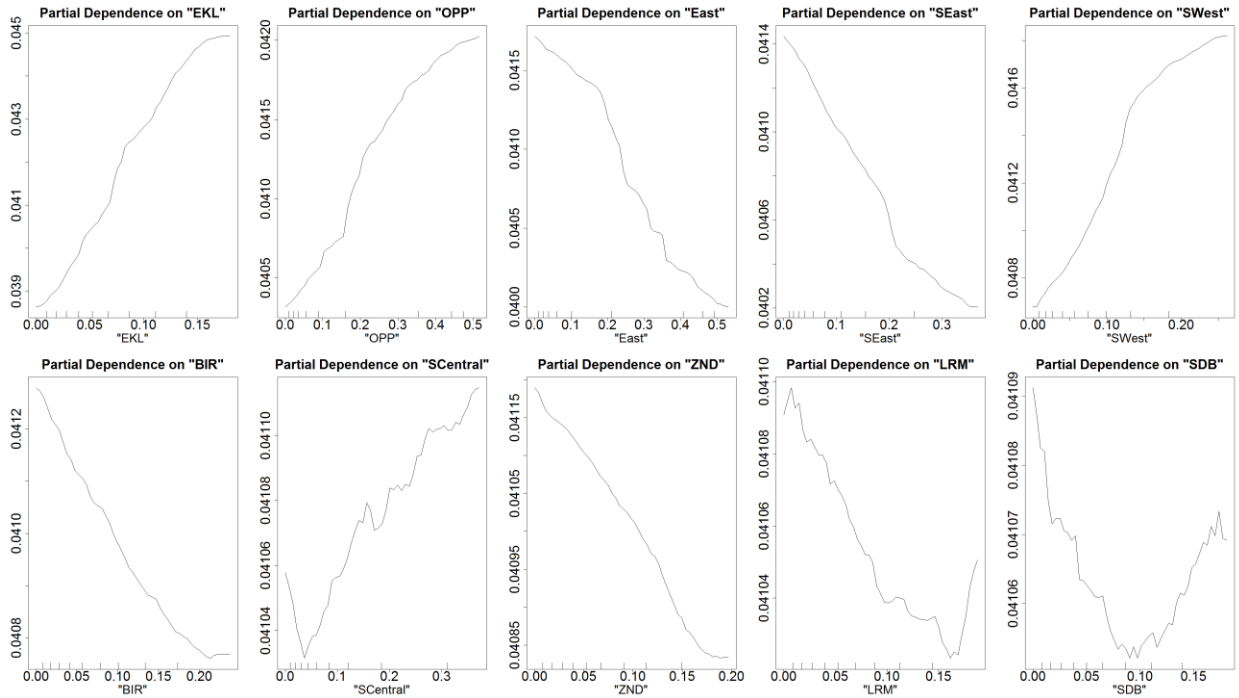 Partial Dependence on "EKL"
0.045
0.043
0.041
0.039
0.00 0.05 0.10 0.15
"EKL"
Partial Dependence on "OPP"
0.0420
0.0415
0.0410
0.0405
0.0 0.1 0.2 0.3 0.4 0.5
"OPP"
Partial Dependence on "East"
0.0415
0.0410
0.0405
0.0400
0.0 0.1 0.2 0.3 0.4 0.5
"East"
Partial Dependence on "SEast"
0.0414
0.0410
0.0406
0.0402
0.0 0.1 0.2 0.3
"SEast"
Partial Dependence on "SWest"
0.0416
0.0412
0.0408
0.00 0.10 0.20
"SWest"
Partial Dependence on "BIR"
0.0412
0.0410
0.0408
0.00 0.05 0.10 0.15 0.20
"BIR"
Partial Dependence on "SCentral"
0.04110
0.04108
0.04106
0.04104
0.0 0.1 0.2 0.3
"SCentral"
Partial Dependence on "ZND"
0.04115
0.04105
0.04095
0.04085
0.00 0.05 0.10 0.15 0.20
"ZND"
Partial Dependence on "LRM"
0.04110
0.04108
0.04106
0.04104
0.00 0.05 0.10 0.15
"LRM"
Partial Dependence on "SDB"
0.04109
0.04108
0.04107
0.04106
0.00 0.05 0.10 0.15
"SDB"